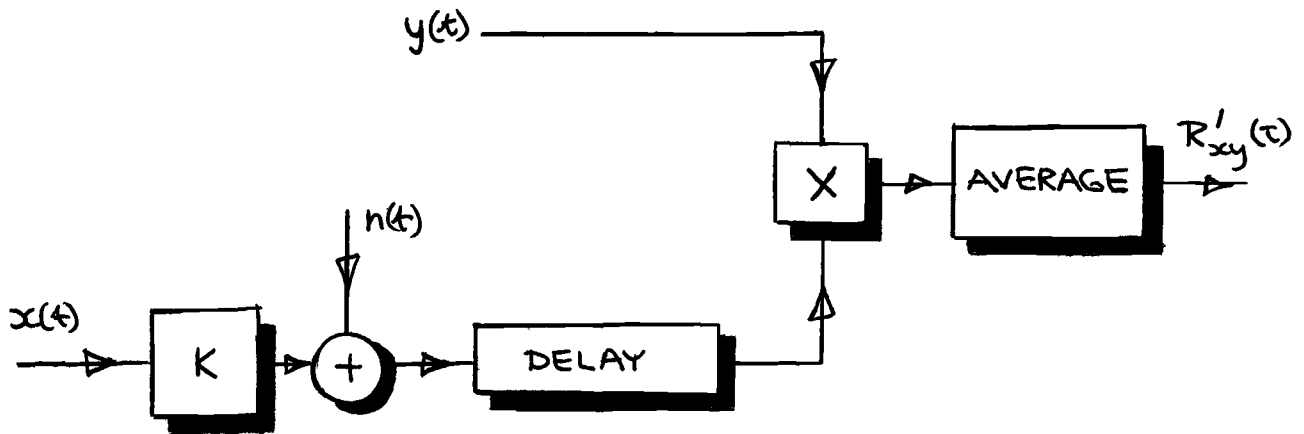 y(t)
n(t)
X
AVERAGE
R'xy(τ)
x(t)
K
+
DELAY